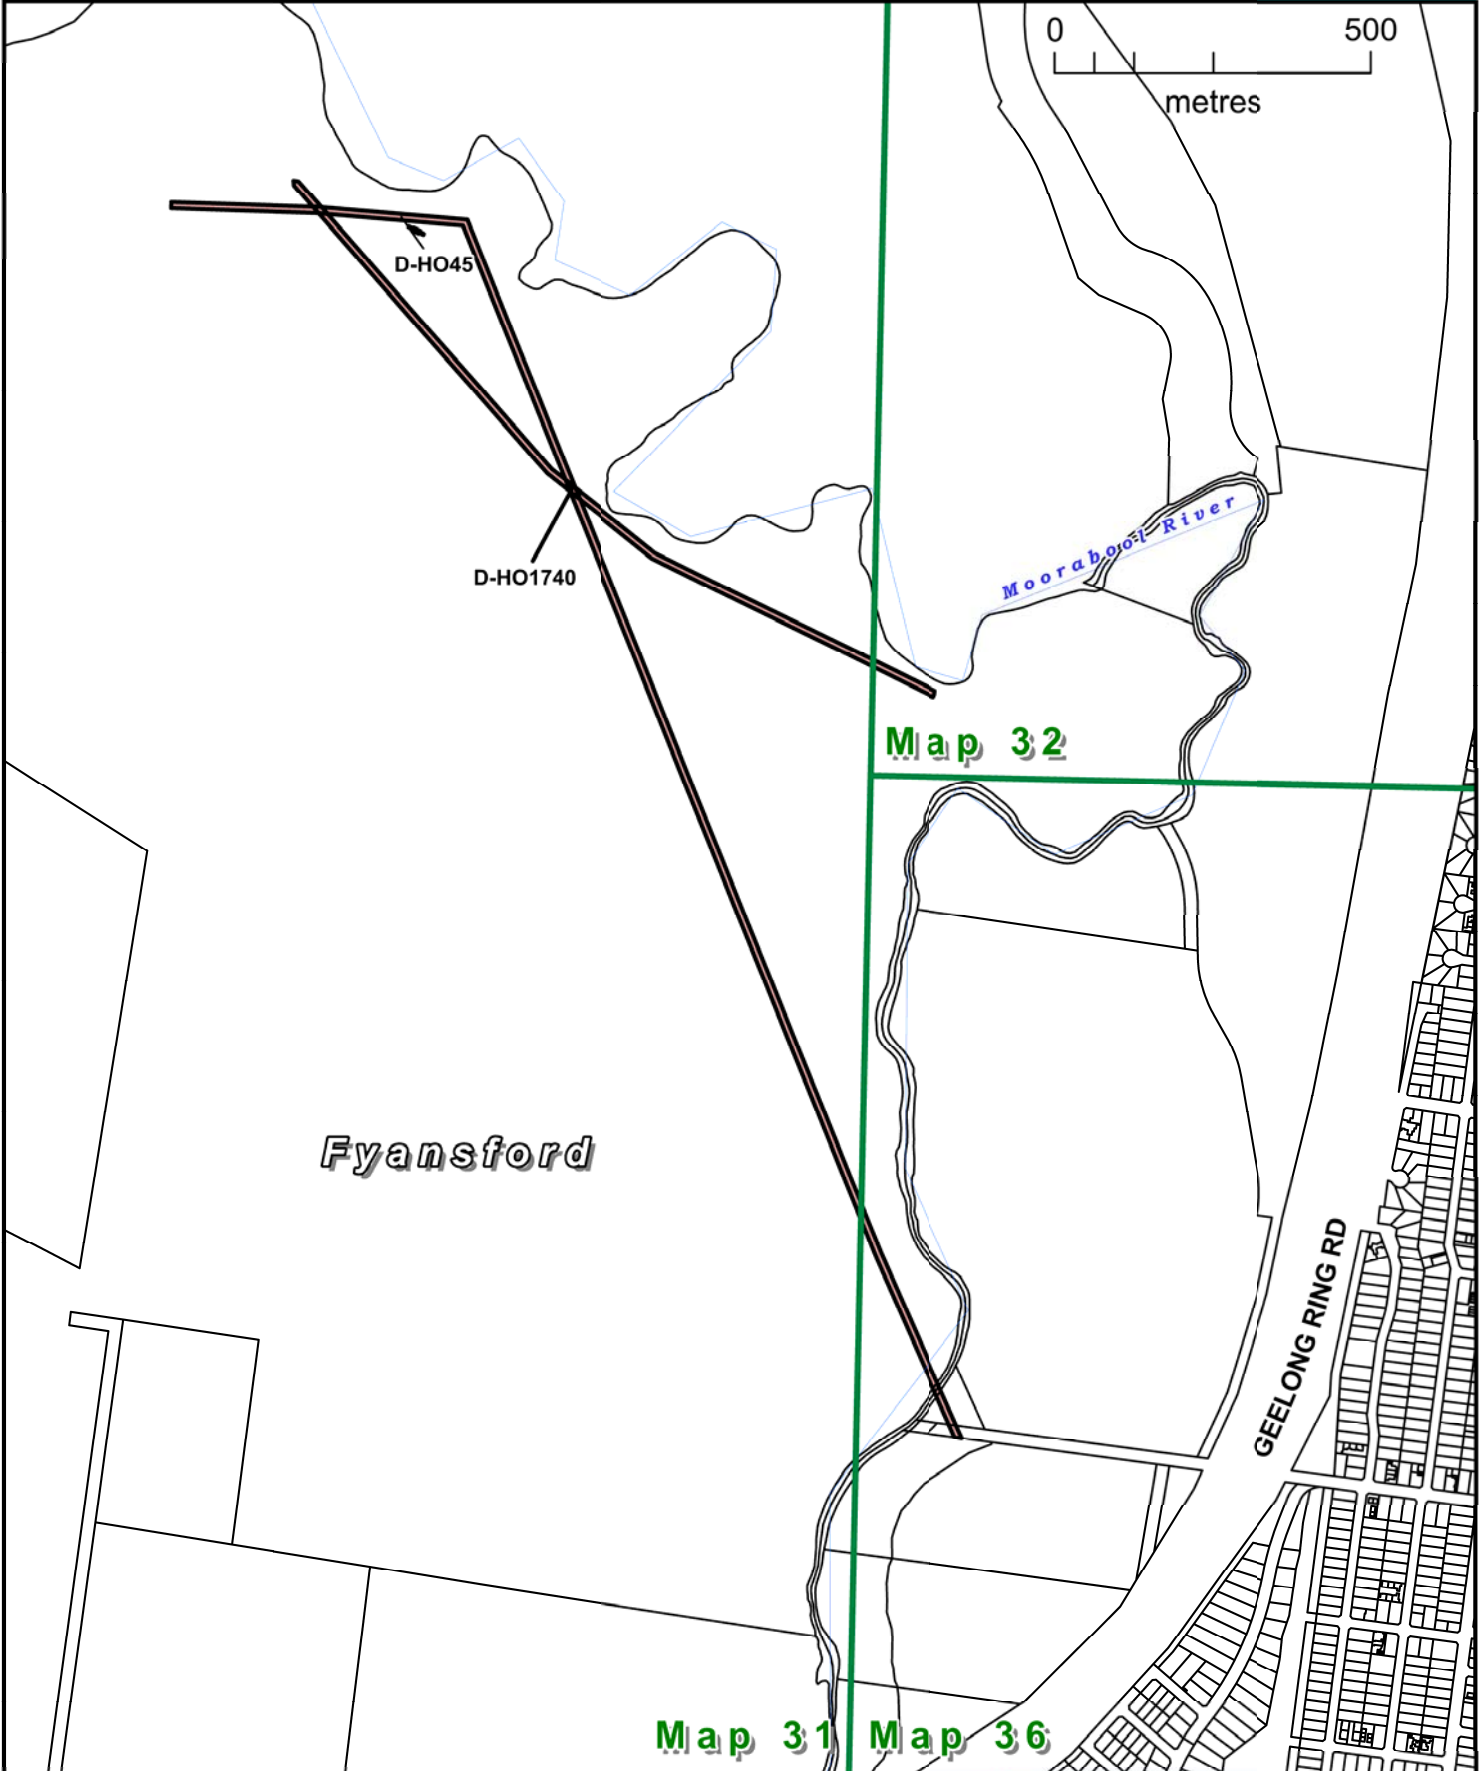 0 500
metres
D-HO45
Moorabool River
D-HO1740
Map 32
Fyansford
GEELONG RING RD
Map 31 Map 36